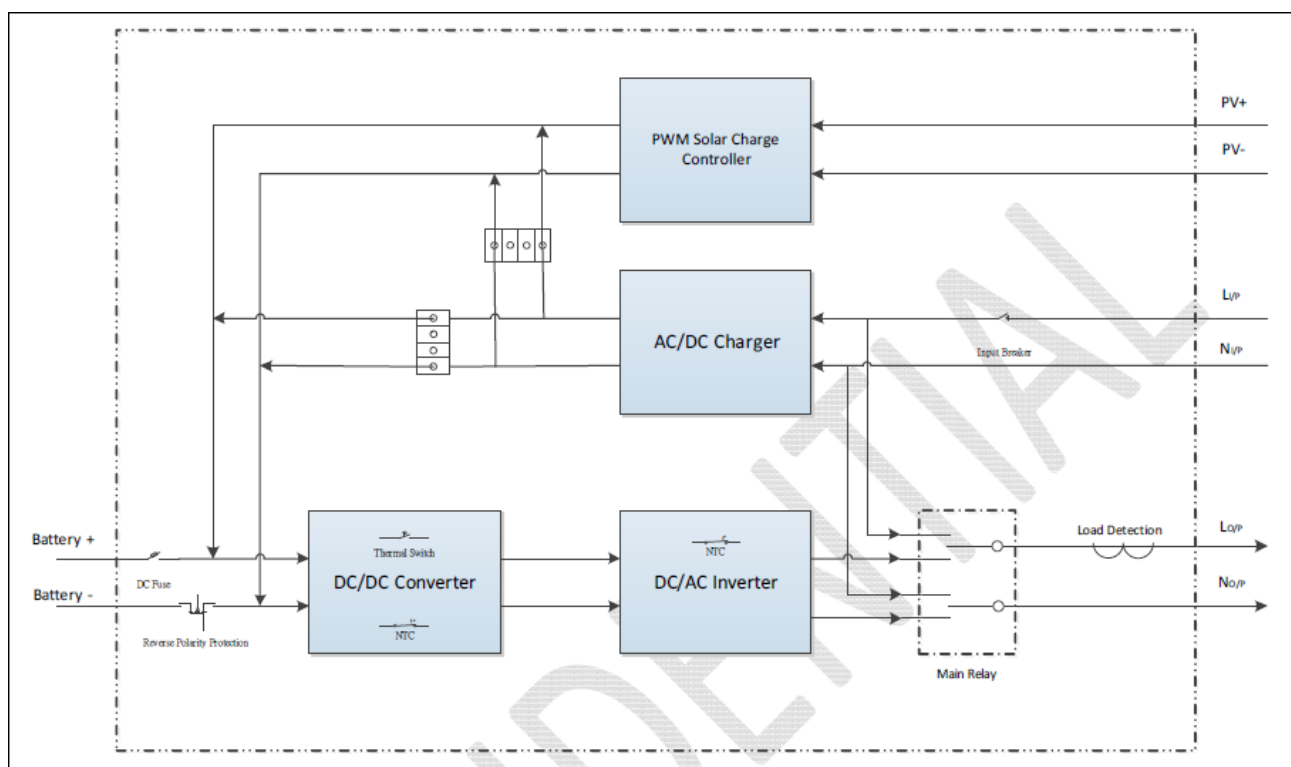 PV+
PWM Solar Charge
Controller
PV-
LI/P
AC/DC Charger
Input Breaker
NI/P
Battery +
DC Fuse
Battery -
Reverse Polarity Protection
Thermal Switch
DC/DC Converter
NTC
NTC
DC/AC Inverter
Main Relay
Load Detection
LO/P
NO/P
IDENTIAL